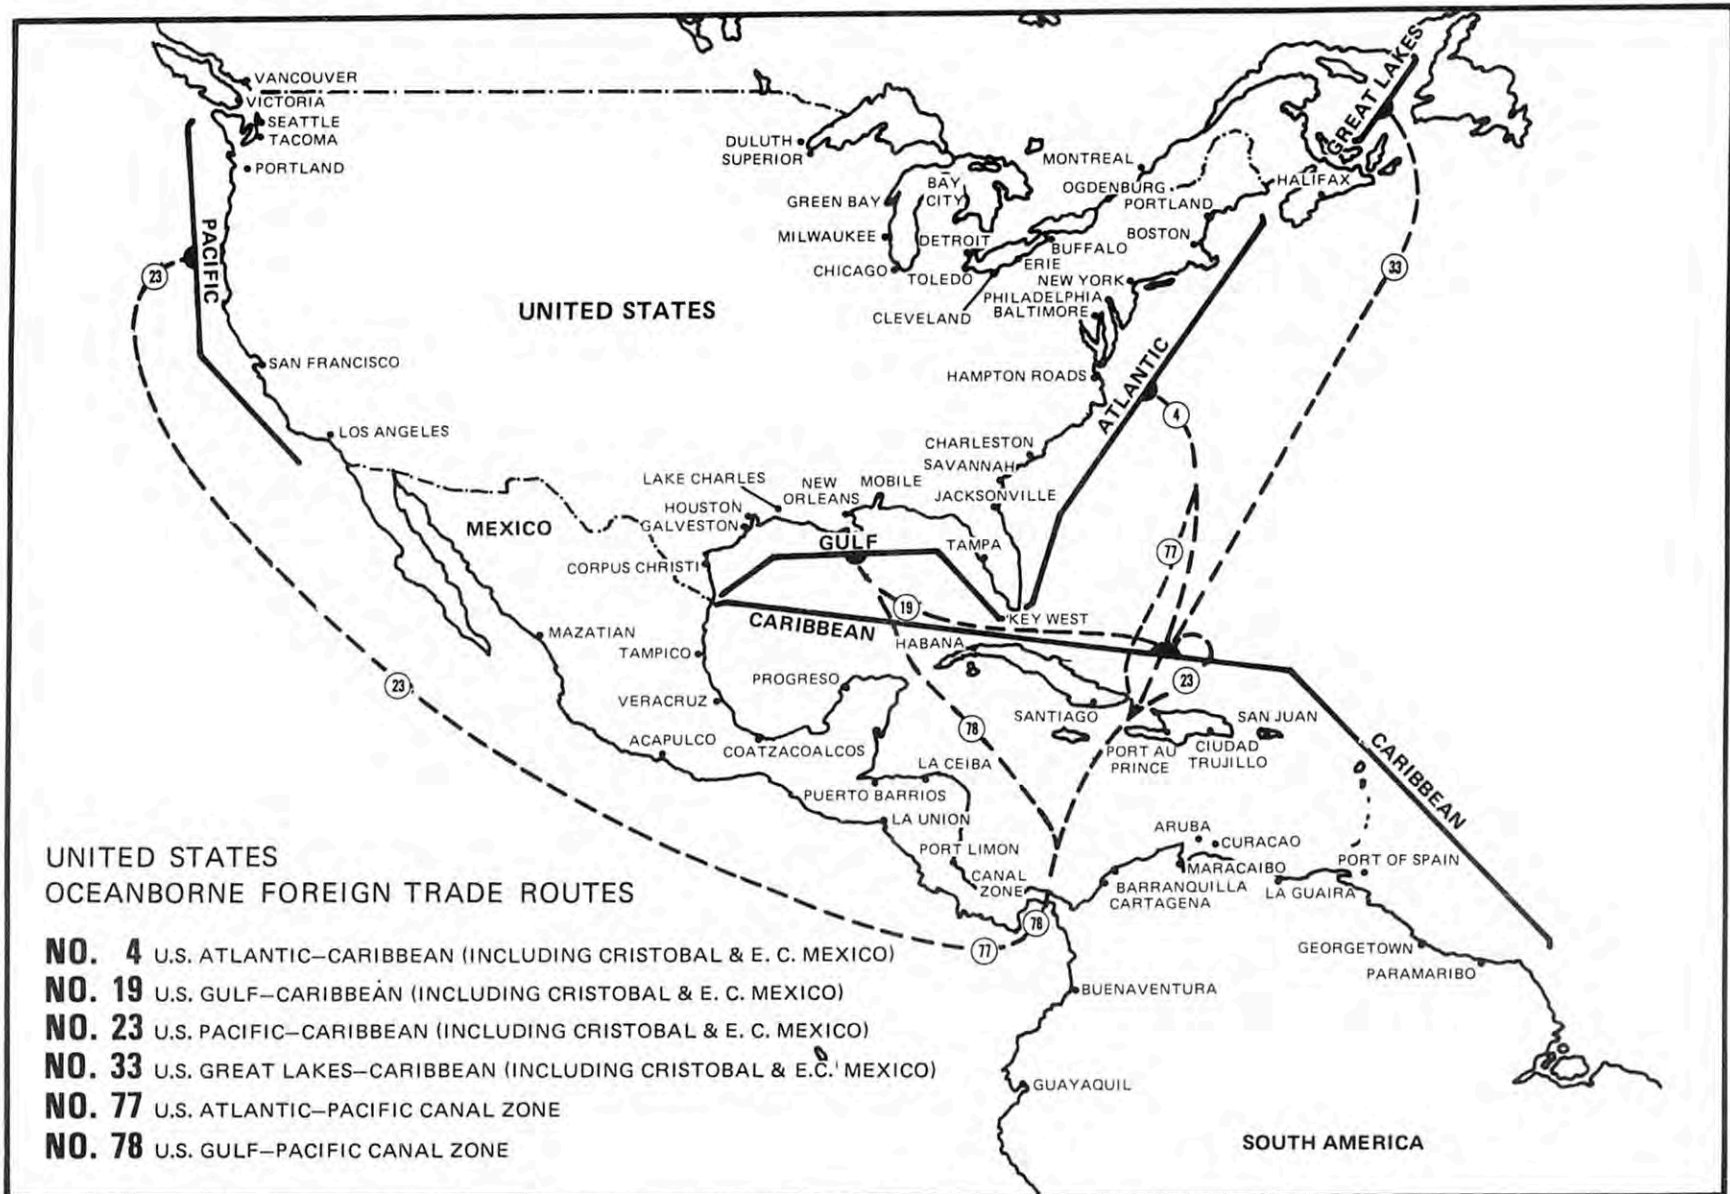 VANCOUVER
VICTORIA
SEATTLE
TACOMA
PORTLAND
PACIFIC
23
SAN FRANCISCO
LOS ANGELES
UNITED STATES
DULUTH
SUPERIOR
GREEN BAY
BAY
CITY
MILWAUKEE
CHICAGO
DETROIT
TOLEDO
CLEVELAND
ERIE
BUFFALO
OGDENBURG
MONTREAL
GREAT LAKES
HALIFAX
PORTLAND
BOSTON
NEW YORK
PHILADELPHIA
BALTIMORE
HAMPTON ROADS
ATLANTIC
33
4
CHARLESTON
SAVANNAH
JACKSONVILLE
77
MEXICO
LAKE CHARLES
NEW
ORLEANS
MOBILE
HOUSTON
GALVESTON
GULF
TAMPA
CORPUS CHRISTI
19
KEY WEST
CARIBBEAN
HABANA
MAZATIAN
TAMPICO
23
PROGRESO
VERACRUZ
SANTIAGO
23
SAN JUAN
78
ACAPULCO
COATZACOALCOS
PORT AU
PRINCE
CIUDAD
TRUJILLO
CARIBBEAN
LA CEIBA
PUERTO BARRIOS
LA UNION
ARUBA
CURACAO
PORT LIMON
CANAL
ZONE
MARACAIBO
BARRANQUILLA
CARTAGENA
LA GUAIRA
PORT OF SPAIN
78
77
GEORGETOWN
PARAMARIBO
BUENAVENTURA
GUAYAQUIL
SOUTH AMERICA
UNITED STATES
OCEANBORNE FOREIGN TRADE ROUTES
NO. 4 U.S. ATLANTIC–CARIBBEAN (INCLUDING CRISTOBAL & E. C. MEXICO)
NO. 19 U.S. GULF–CARIBBEAN (INCLUDING CRISTOBAL & E. C. MEXICO)
NO. 23 U.S. PACIFIC–CARIBBEAN (INCLUDING CRISTOBAL & E. C. MEXICO)
NO. 33 U.S. GREAT LAKES–CARIBBEAN (INCLUDING CRISTOBAL & E.C. MEXICO)
NO. 77 U.S. ATLANTIC–PACIFIC CANAL ZONE
NO. 78 U.S. GULF–PACIFIC CANAL ZONE